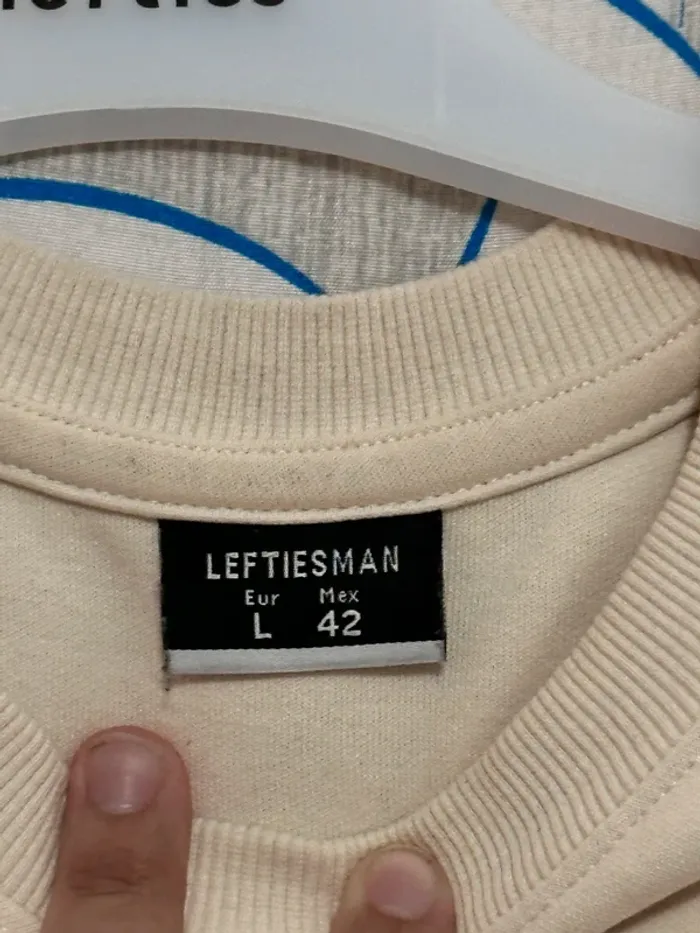 LEFTIESMAN
Eur Mex
L 42